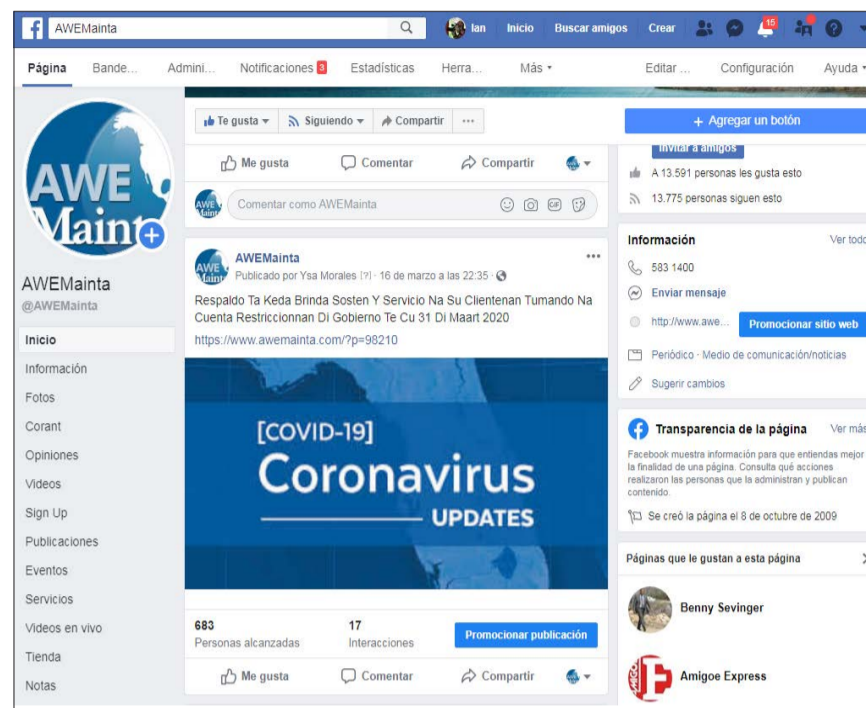 AWEMainta
Ian Inicio Buscar amigos Crear 15
Página Bande... Admini... Notificaciones 3 Estadísticas Herra... Más Editar ... Configuración Ayuda
AWE
Mainta
AWEMainta
@AWEMainta
Inicio
Información
Fotos
Corant
Opiniones
Videos
Sign Up
Publicaciones
Eventos
Servicios
Videos en vivo
Tienda
Notas
Te gusta Siguiendo Compartir ...
Me gusta Comentar Compartir
Comentar como AWEMainta GIF
AWEMainta
Publicado por Ysa Morales [?] · 16 de marzo a las 22:35 ·
Respaldo Ta Keda Brinda Sosten Y Servicio Na Su Clientenan Tumando Na
Cuenta Restriccionnan Di Gobierno Te Cu 31 Di Maart 2020
https://www.awemainta.com/?p=98210
[COVID-19]
Coronavirus
UPDATES
683 17
Personas alcanzadas Interacciones
Promocionar publicación
Me gusta Comentar Compartir
+ Agregar un botón
Invitar a amigos
A 13.591 personas les gusta esto
13.775 personas siguen esto
Información Ver todo
583 1400
Enviar mensaje
http://www.awe... Promocionar sitio web
Periódico · Medio de comunicación/noticias
Sugerir cambios
Transparencia de la página Ver más
Facebook muestra información para que entiendas mejor
la finalidad de una página. Consulta qué acciones
realizaron las personas que la administran y publican
contenido.
Se creó la página el 8 de octubre de 2009
Páginas que le gustan a esta página
Benny Sevinger
Amigoe Express